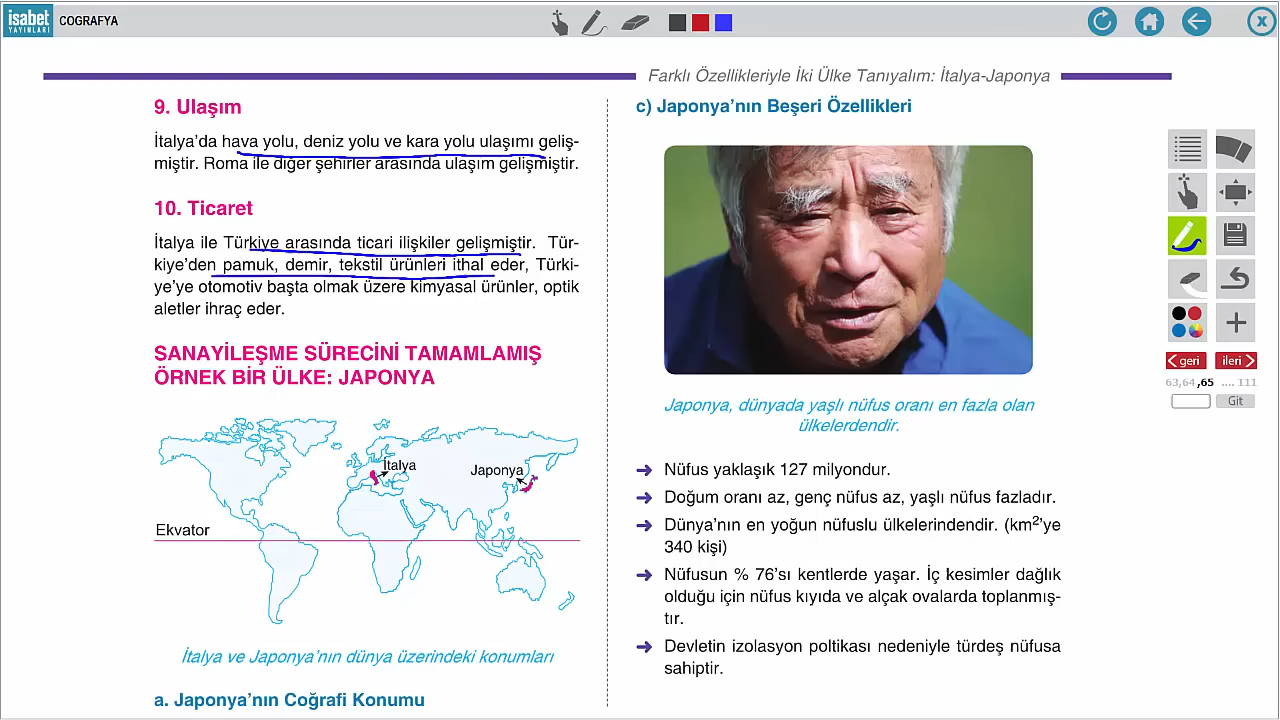 isabet
YAYINLARI
COGRAFYA
Farklı Özellikleriyle İki Ülke Tanıyalım: İtalya-Japonya
9. Ulaşım
İtalya'da hava yolu, deniz yolu ve kara yolu ulaşımı geliş-
miştir. Roma ile diğer şehirler arasında ulaşım gelişmiştir.
10. Ticaret
İtalya ile Türkiye arasında ticari ilişkiler gelişmiştir. Tür-
kiye'den pamuk, demir, tekstil ürünleri ithal eder, Türki-
ye'ye otomotiv başta olmak üzere kimyasal ürünler, optik
aletler ihraç eder.
SANAYİLEŞME SÜRECİNİ TAMAMLAMIŞ
ÖRNEK BİR ÜLKE: JAPONYA
İtalya
Japonya
Ekvator
İtalya ve Japonya'nın dünya üzerindeki konumları
a. Japonya'nın Coğrafi Konumu
c) Japonya'nın Beşeri Özellikleri
Japonya, dünyada yaşlı nüfus oranı en fazla olan
ülkelerdendir.
Nüfus yaklaşık 127 milyondur.
Doğum oranı az, genç nüfus az, yaşlı nüfus fazladır.
Dünya'nın en yoğun nüfuslu ülkelerindendir. (km²'ye
340 kişi)
Nüfusun % 76'sı kentlerde yaşar. İç kesimler dağlık
olduğu için nüfus kıyıda ve alçak ovalarda toplanmış-
tır.
Devletin izolasyon poltikası nedeniyle türdeş nüfusa
sahiptir.
geri
ileri
63,64,65 .... 111
Git